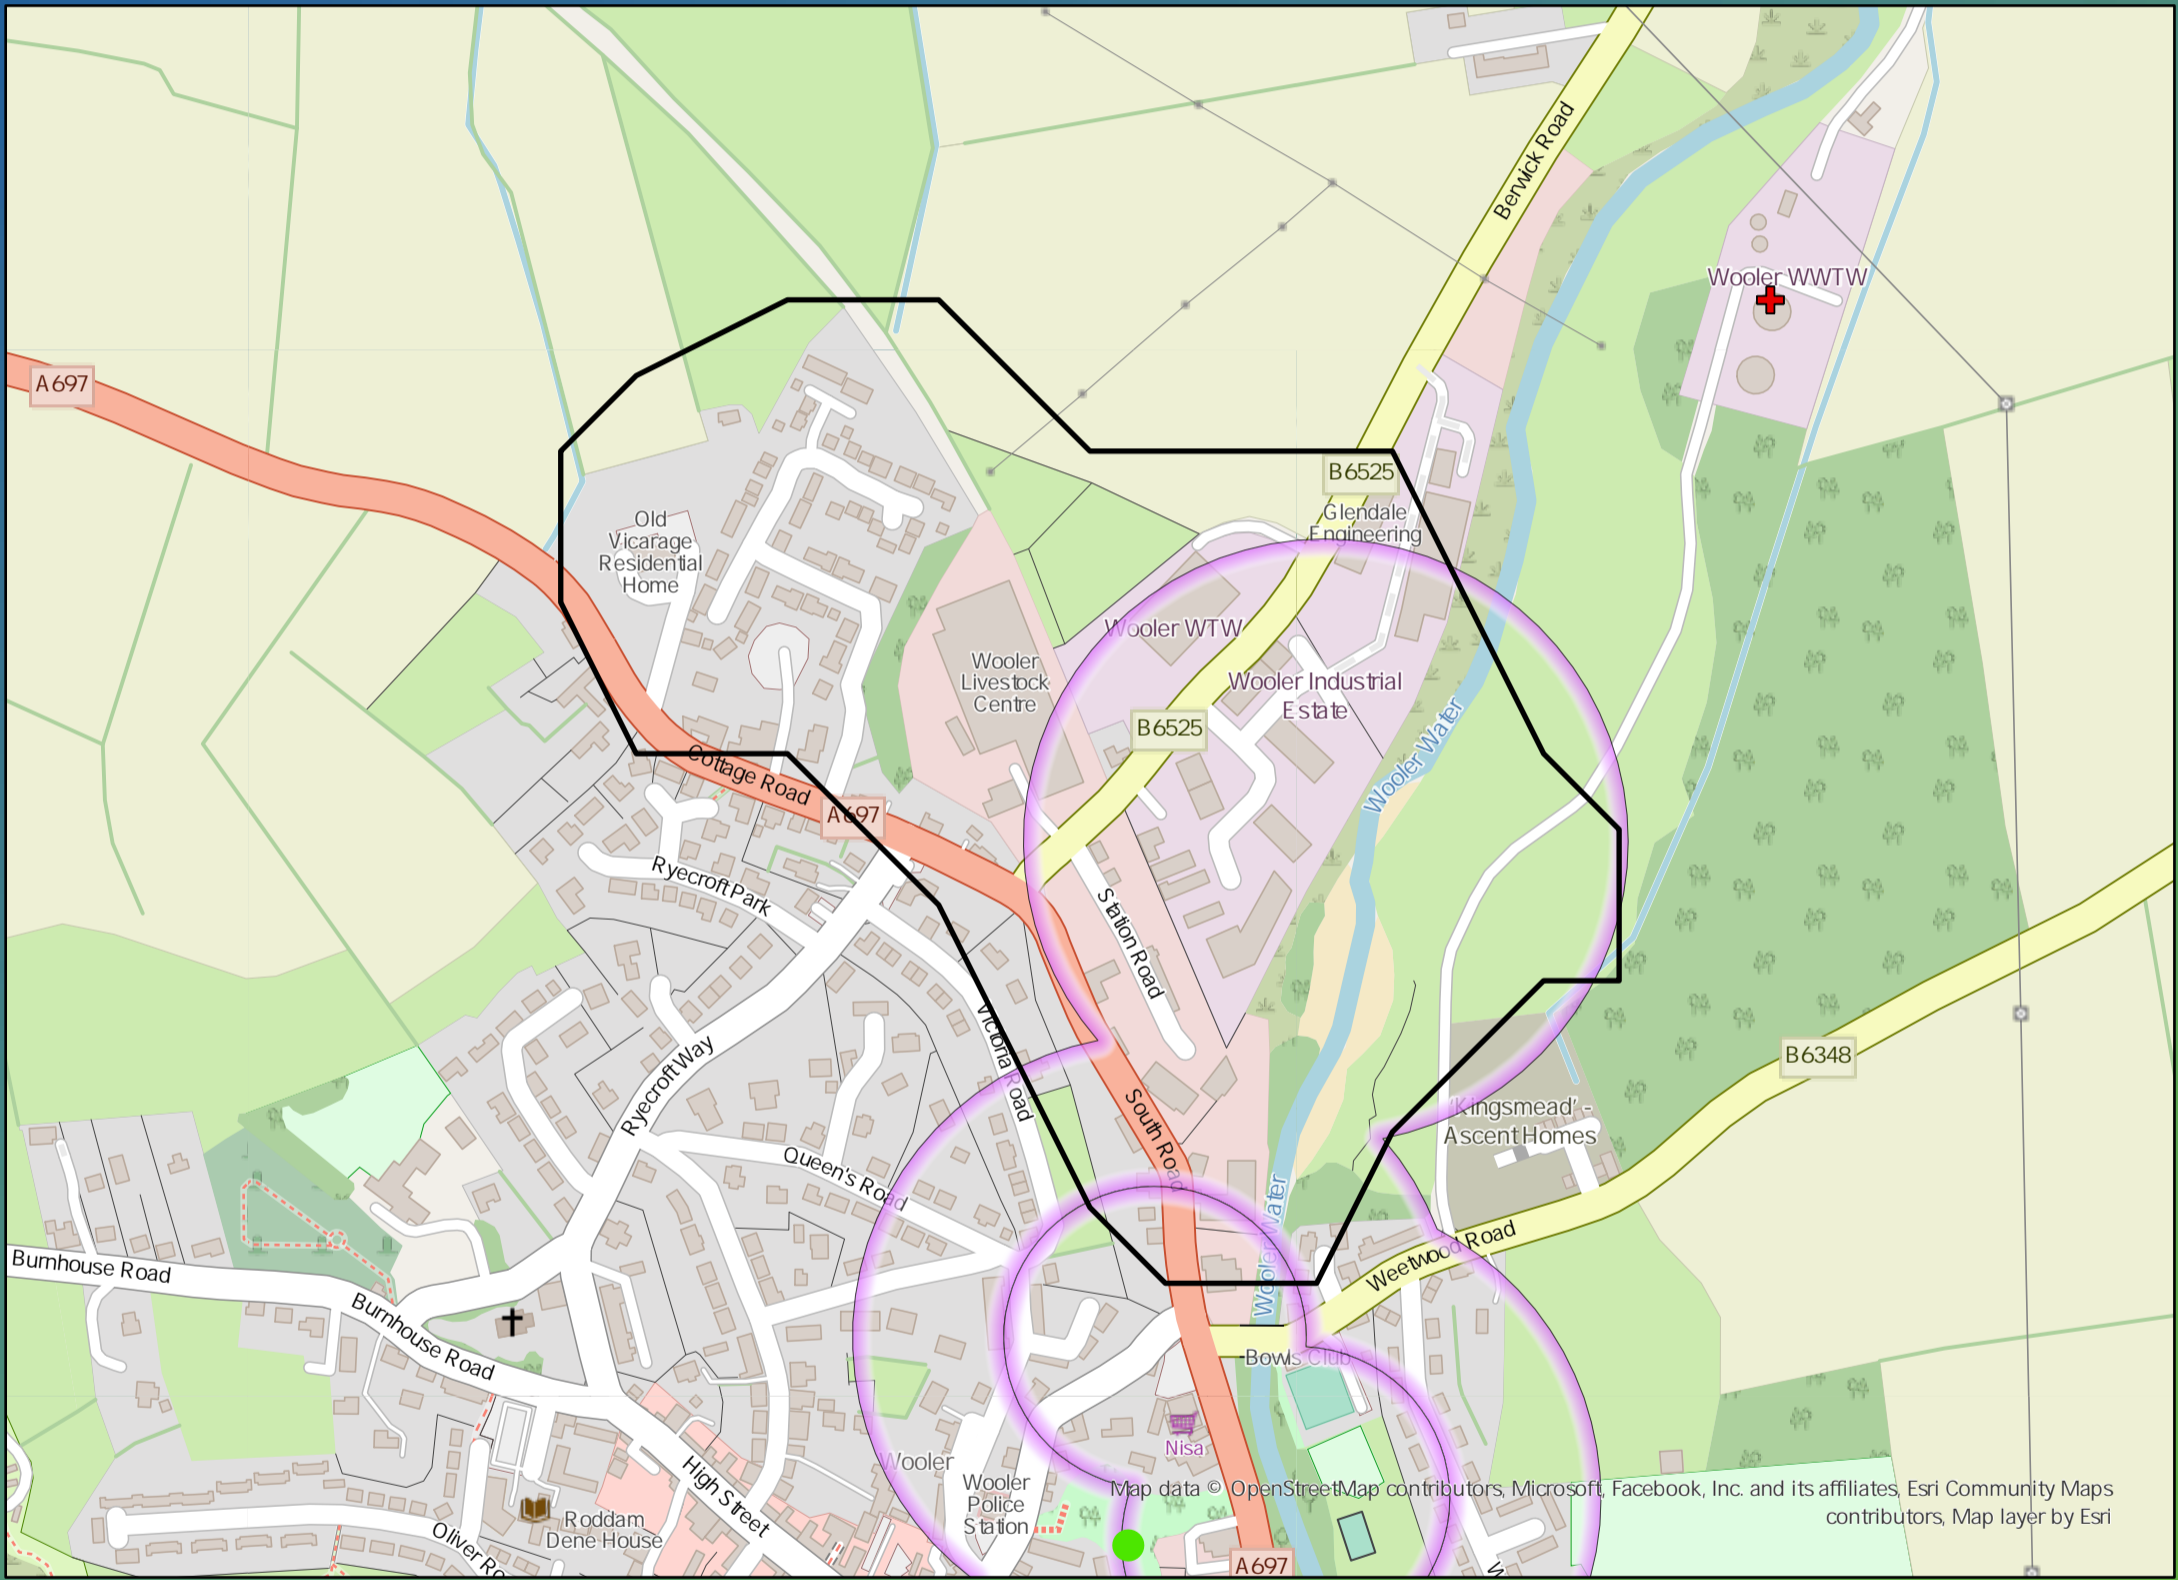 Berwick Road
Wooler WWTW
A697
B6525
Glendale
Engineering
Old
Vicarage
Residential
Home
Wooler WTW
Wooler
Livestock
Centre
Wooler Industrial
Estate
B6525
Wooler Water
Cottage Road
A697
Ryecroft Park
Station Road
Victoria Road
Ryecroft Way
B6348
'Kingsmead' -
Ascent Homes
South Road
Queen's Road
Wooler Water
Weetwood Road
Burnhouse Road
Burnhouse Road
Bowls Club
Nisa
Wooler
Wooler
Police
Station
High Street
Roddam
Dene House
Oliver Ro
A697
W
Map data © OpenStreetMap contributors, Microsoft, Facebook, Inc. and its affiliates, Esri Community Maps
contributors, Map layer by Esri